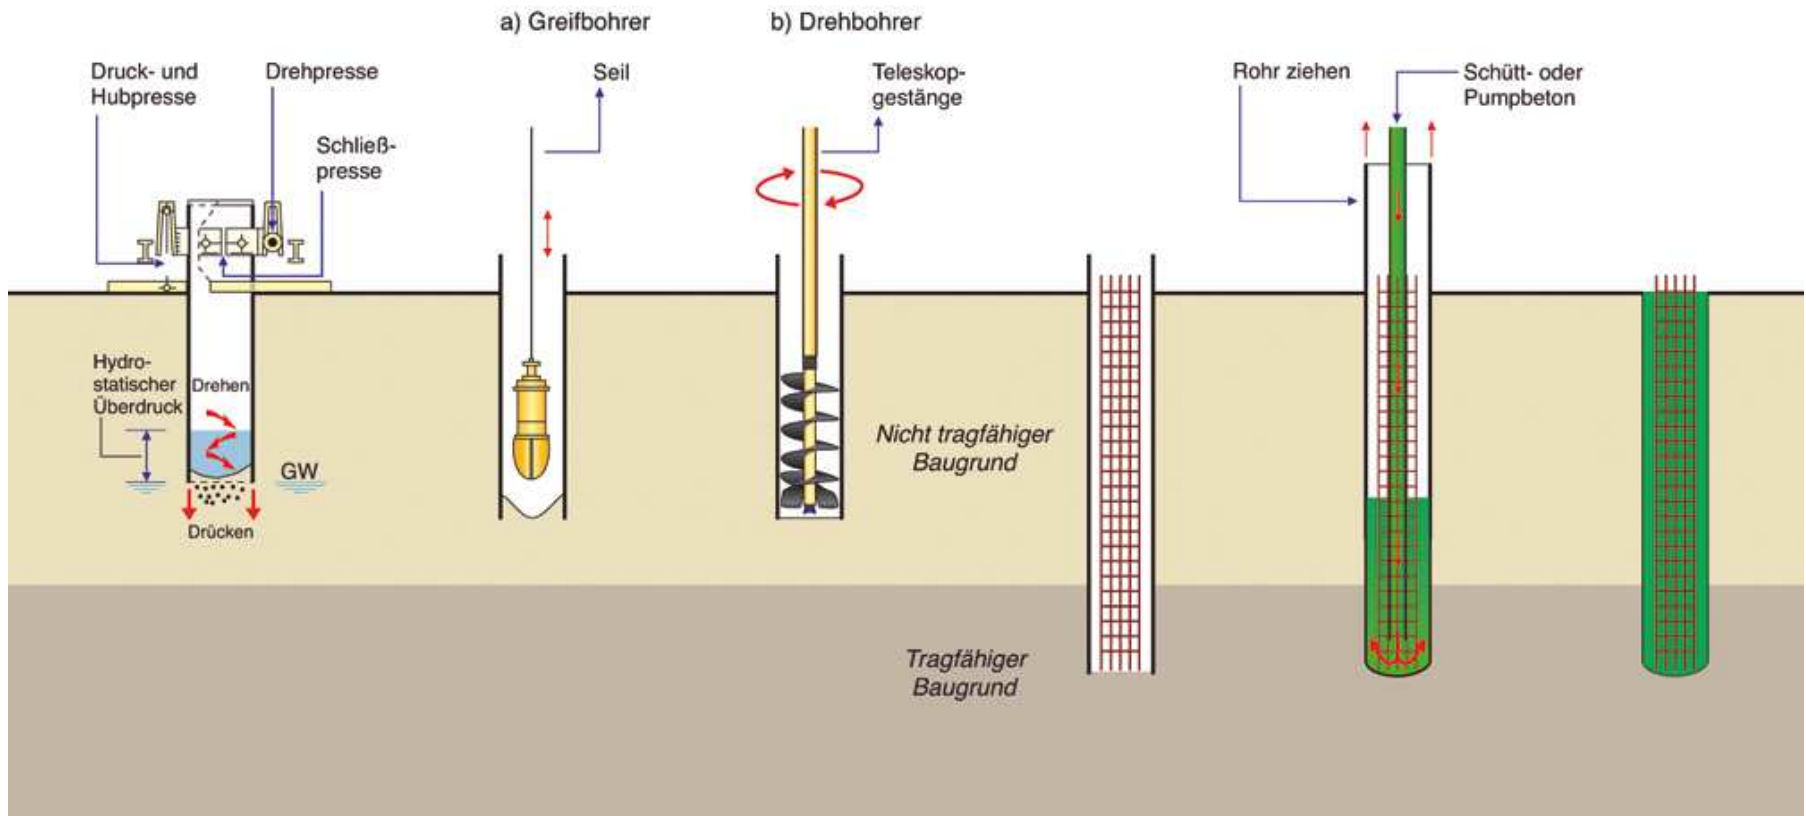 a) Greifbohrer
b) Drehbohrer
Druck- und
Hubpresse
Drehpresse
Schließ-
presse
Seil
Teleskop-
gestänge
Rohr ziehen
Schütt- oder
Pumpbeton
Hydro-
statischer
Überdruck
Drehen
GW
Drücken
Nicht tragfähiger
Baugrund
Tragfähiger
Baugrund